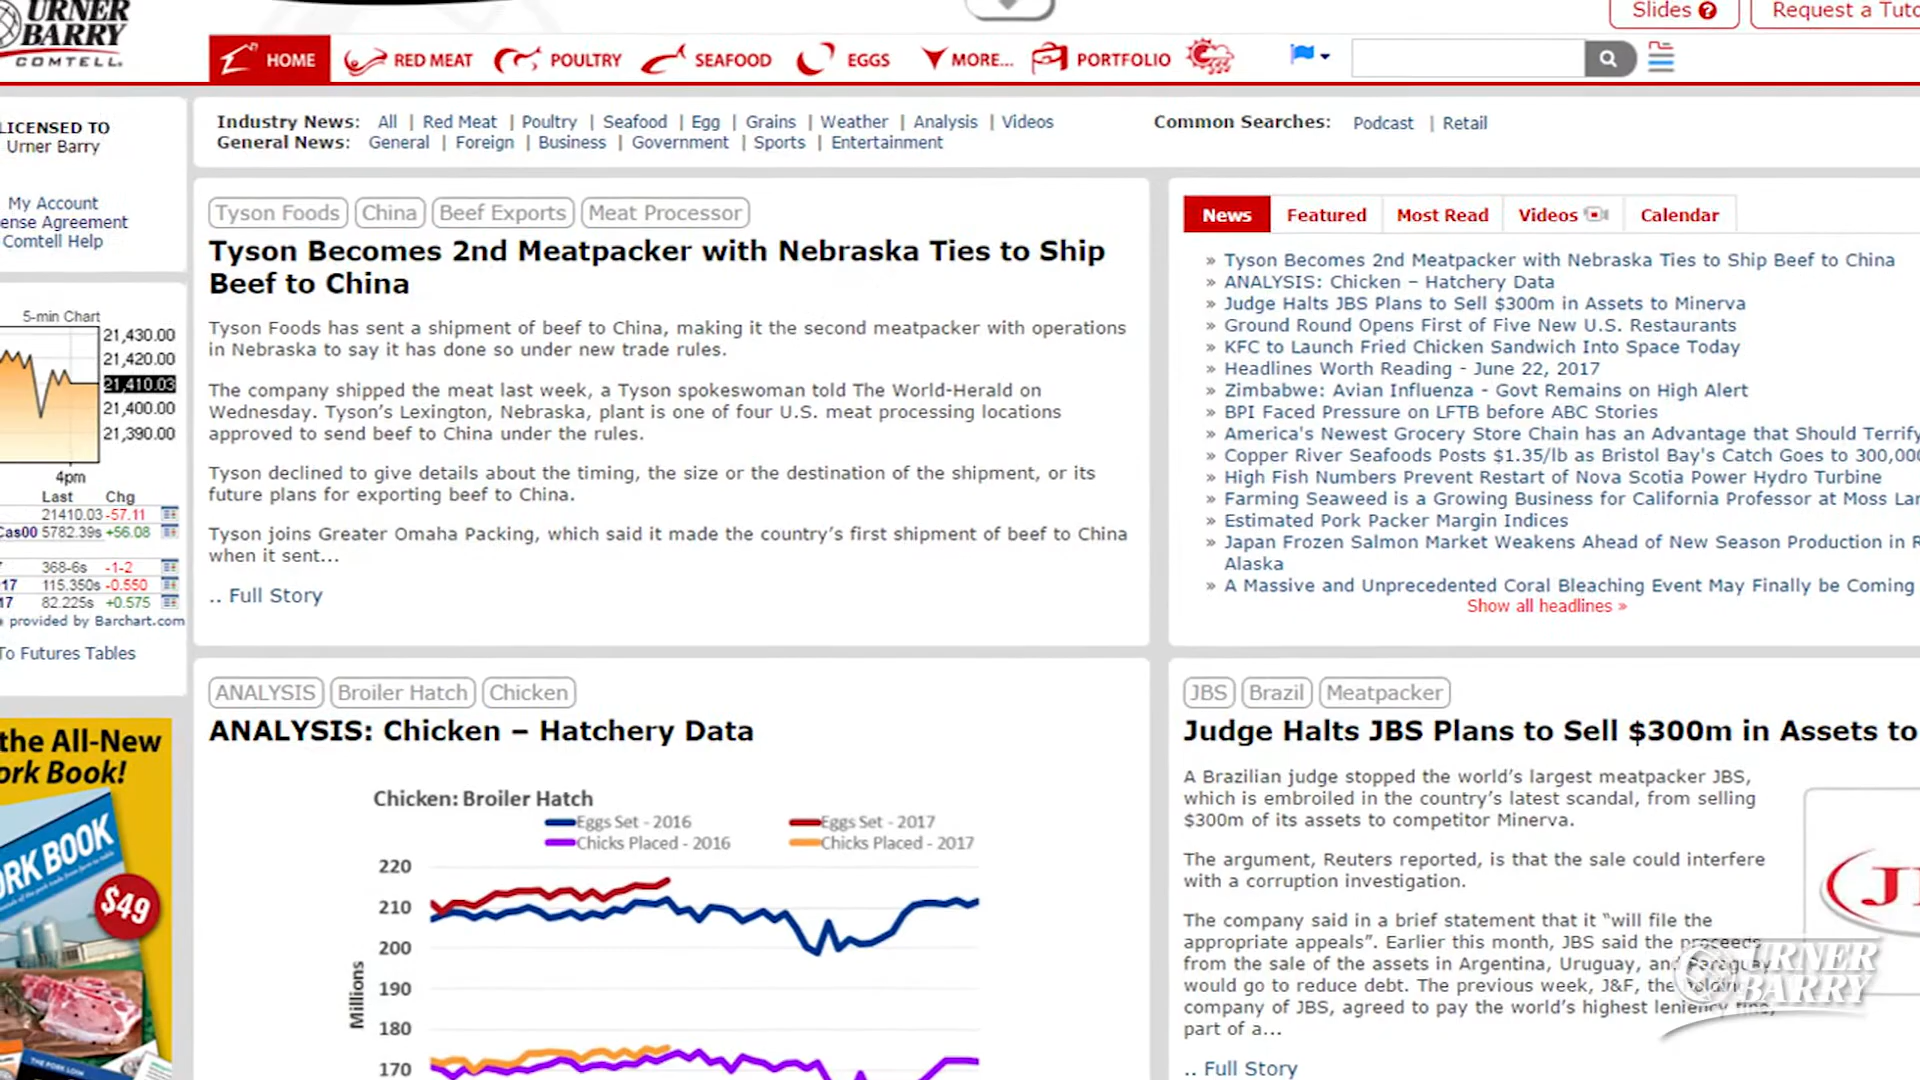 URNER
BARRY
COMTELL
Slides
Request a Tuto
HOME
RED MEAT
POULTRY
SEAFOOD
EGGS
MORE...
PORTFOLIO
LICENSED TO
Urner Barry
My Account
ense Agreement
Comtell Help
Industry News: All | Red Meat | Poultry | Seafood | Egg | Grains | Weather | Analysis | Videos
General News: General | Foreign | Business | Government | Sports | Entertainment
Common Searches: Podcast | Retail
5-min Chart
21,430.00
21,420.00
21,410.03
21,400.00
21,390.00
4pm
Last Chg
21410.03 -57.11
Cas00 5782.39s +56.08
7 368-6s -1-2
17 115.350s -0.550
17 82.225s +0.575
provided by Barchart.com
To Futures Tables
the All-New
ork Book!
RK BOOK
$49
THE PORK LOIN
Tyson Foods China Beef Exports Meat Processor
Tyson Becomes 2nd Meatpacker with Nebraska Ties to Ship
Beef to China
Tyson Foods has sent a shipment of beef to China, making it the second meatpacker with operations
in Nebraska to say it has done so under new trade rules.
The company shipped the meat last week, a Tyson spokeswoman told The World-Herald on
Wednesday. Tyson’s Lexington, Nebraska, plant is one of four U.S. meat processing locations
approved to send beef to China under the rules.
Tyson declined to give details about the timing, the size or the destination of the shipment, or its
future plans for exporting beef to China.
Tyson joins Greater Omaha Packing, which said it made the country’s first shipment of beef to China
when it sent...
.. Full Story
News Featured Most Read Videos Calendar
» Tyson Becomes 2nd Meatpacker with Nebraska Ties to Ship Beef to China
» ANALYSIS: Chicken – Hatchery Data
» Judge Halts JBS Plans to Sell $300m in Assets to Minerva
» Ground Round Opens First of Five New U.S. Restaurants
» KFC to Launch Fried Chicken Sandwich Into Space Today
» Headlines Worth Reading - June 22, 2017
» Zimbabwe: Avian Influenza - Govt Remains on High Alert
» BPI Faced Pressure on LFTB before ABC Stories
» America's Newest Grocery Store Chain has an Advantage that Should Terrify
» Copper River Seafoods Posts $1.35/lb as Bristol Bay's Catch Goes to 300,000
» High Fish Numbers Prevent Restart of Nova Scotia Power Hydro Turbine
» Farming Seaweed is a Growing Business for California Professor at Moss Lan
» Estimated Pork Packer Margin Indices
» Japan Frozen Salmon Market Weakens Ahead of New Season Production in R
Alaska
» A Massive and Unprecedented Coral Bleaching Event May Finally be Coming
Show all headlines »
ANALYSIS Broiler Hatch Chicken
ANALYSIS: Chicken – Hatchery Data
Chicken: Broiler Hatch
Eggs Set - 2016 Eggs Set - 2017
Chicks Placed - 2016 Chicks Placed - 2017
220
210
200
190
180
170
Millions
JBS Brazil Meatpacker
Judge Halts JBS Plans to Sell $300m in Assets to
A Brazilian judge stopped the world’s largest meatpacker JBS,
which is embroiled in the country’s latest scandal, from selling
$300m of its assets to competitor Minerva.
The argument, Reuters reported, is that the sale could interfere
with a corruption investigation.
The company said in a brief statement that it “will file the
appropriate appeals”. Earlier this month, JBS said the proceeds
from the sale of the assets in Argentina, Uruguay, and Paraguay
would go to reduce debt. The previous week, J&F, the holding
company of JBS, agreed to pay the world’s highest leniency fine,
part of a...
.. Full Story
URNER
BARRY